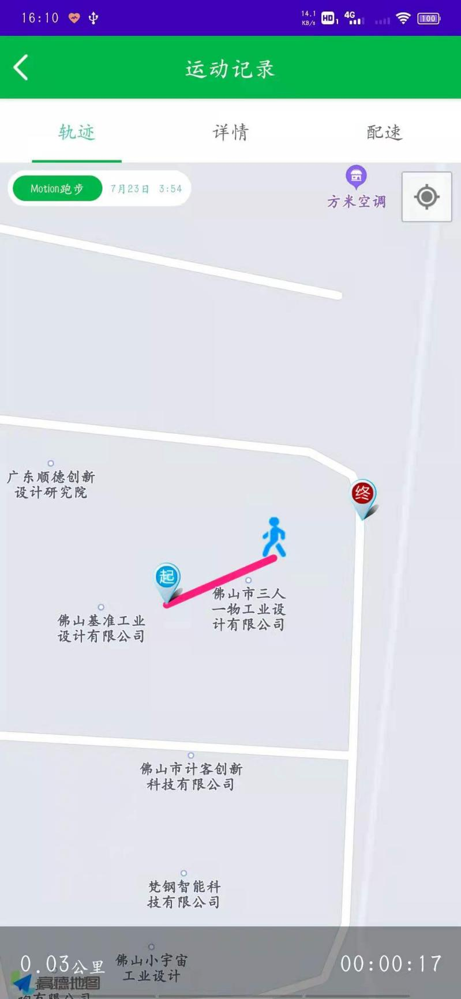 16:10
14.1
KB/s
HD 1
4G
100
运动记录
轨迹
详情
配速
Motion跑步
7月23日 3:54
方米空调
广东顺德创新
设计研究院
终
起
佛山市三人
一物工业设
计有限公司
佛山基准工业
设计有限公司
佛山市计客创新
科技有限公司
梵钢智能科
技有限公司
佛山小宇宙
工业设计
0.03公里
00:00:17
高德地图